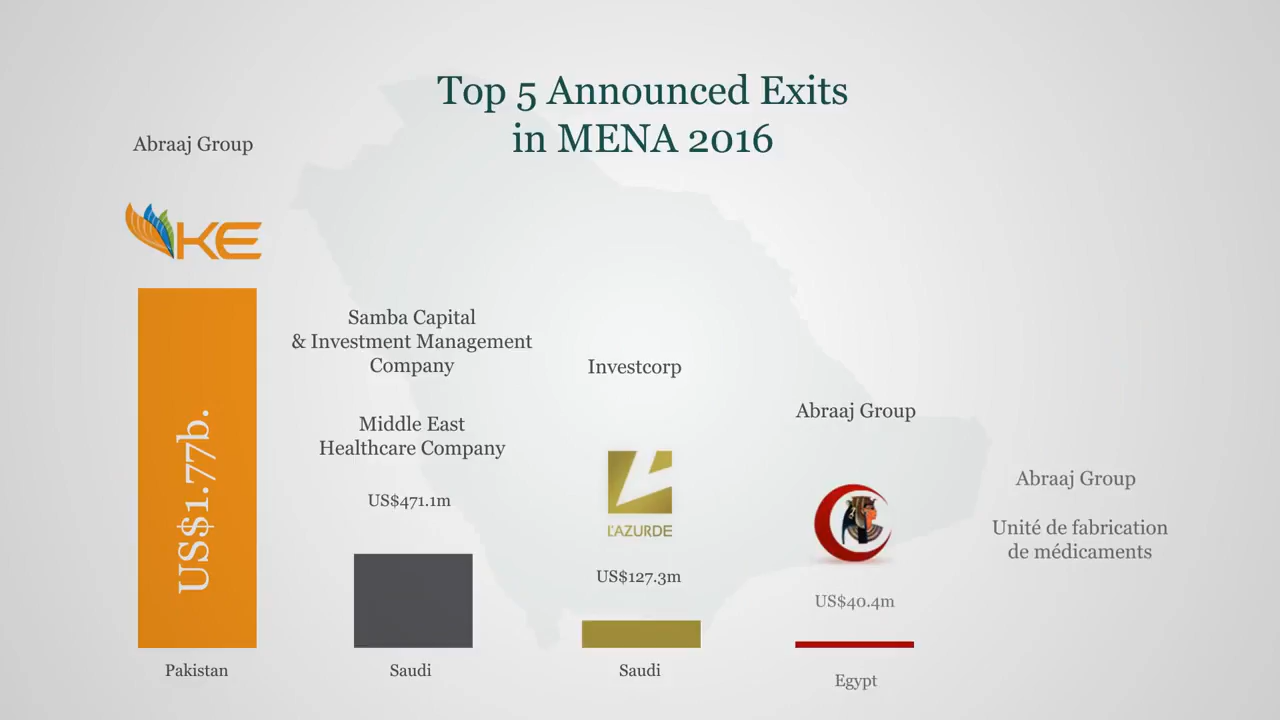 Top 5 Announced Exits
in MENA 2016
Abraaj Group
KE
US$1.77b.
Pakistan
Samba Capital
& Investment Management
Company
Middle East
Healthcare Company
US$471.1m
Saudi
Investcorp
L'AZURDE
US$127.3m
Saudi
Abraaj Group
US$40.4m
Egypt
Abraaj Group
Unité de fabrication
de médicaments